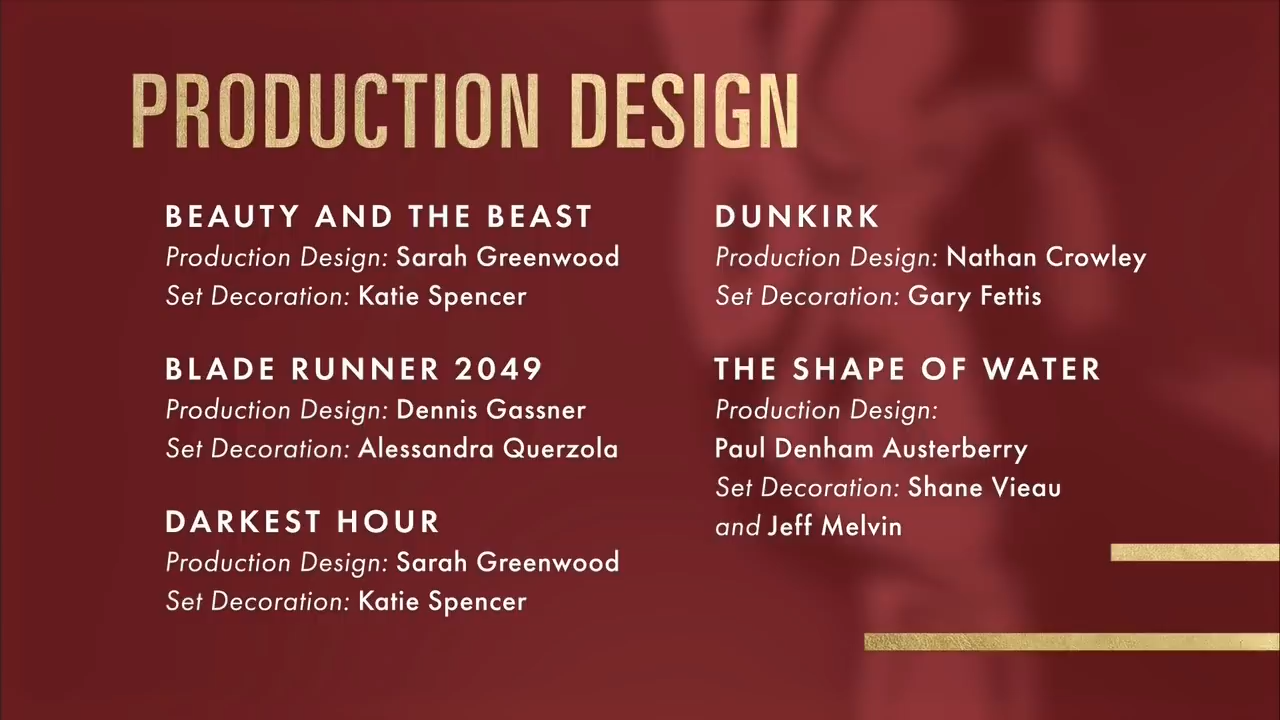 PRODUCTION DESIGN
BEAUTY AND THE BEAST
Production Design: Sarah Greenwood
Set Decoration: Katie Spencer
BLADE RUNNER 2049
Production Design: Dennis Gassner
Set Decoration: Alessandra Querzola
DARKEST HOUR
Production Design: Sarah Greenwood
Set Decoration: Katie Spencer
DUNKIRK
Production Design: Nathan Crowley
Set Decoration: Gary Fettis
THE SHAPE OF WATER
Production Design:
Paul Denham Austerberry
Set Decoration: Shane Vieau
and Jeff Melvin